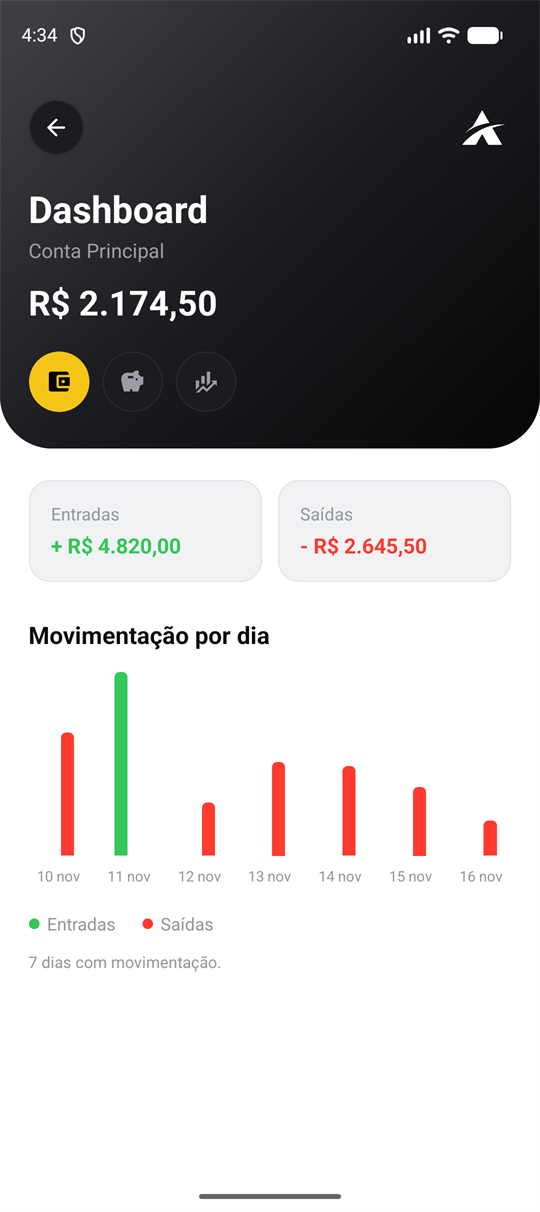 4:34
Dashboard
Conta Principal
R$ 2.174,50
Entradas
Saídas
+ R$ 4.820,00
- R$ 2.645,50
Movimentação por dia
10 nov 11 nov 12 nov 13 nov 14 nov 15 nov 16 nov
Entradas Saídas
7 dias com movimentação.